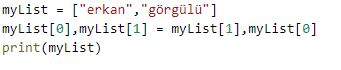 myList = ["erkan","görgülü"]
myList[0],myList[1] = myList[1],myList[0]
print(myList)